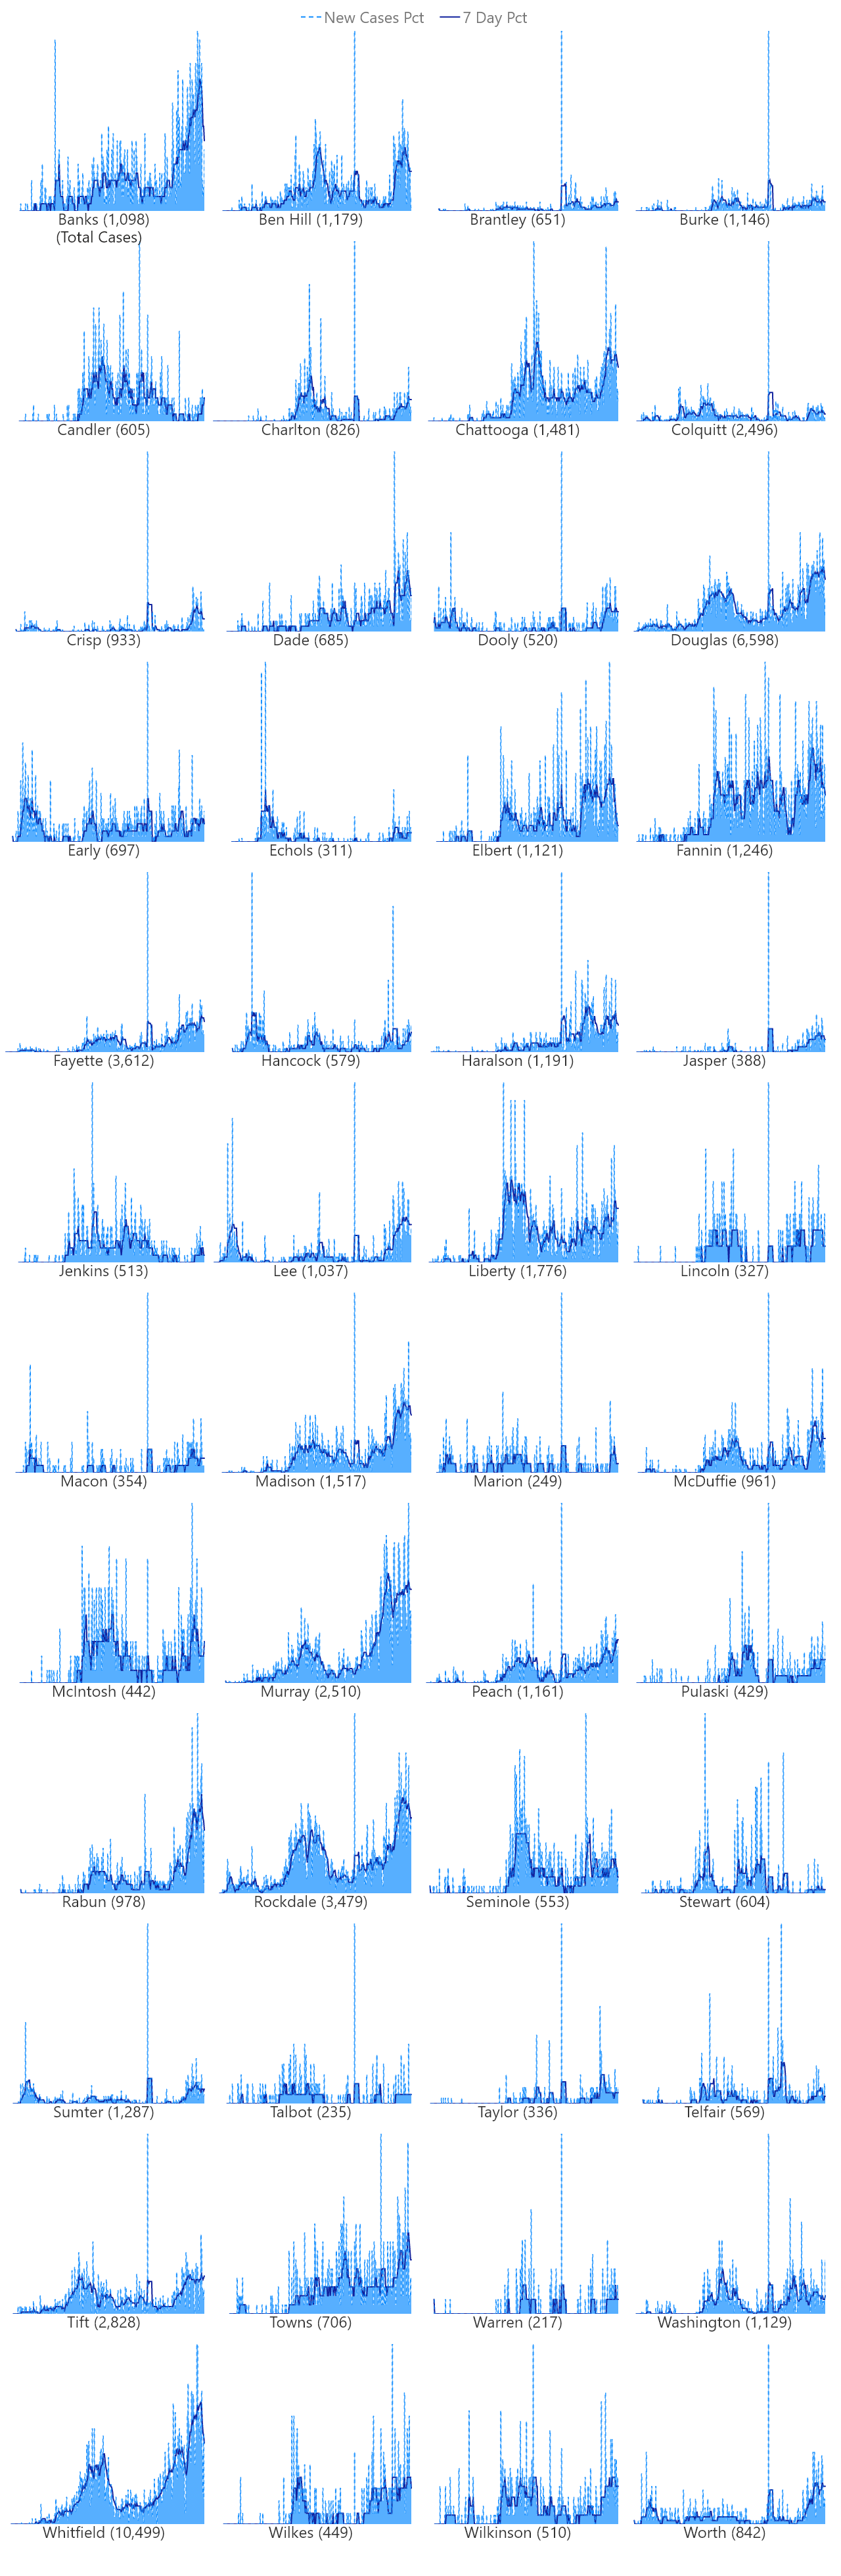 New Cases Pct 7 Day Pct
Banks (1,098) Ben Hill (1,179) Brantley (651) Burke (1,146)
(Total Cases)
Candler (605) Charlton (826) Chattooga (1,481) Colquitt (2,496)
Crisp (933) Dade (685) Dooly (520) Douglas (6,598)
Early (697) Echols (311) Elbert (1,121) Fannin (1,246)
Fayette (3,612) Hancock (579) Haralson (1,191) Jasper (388)
Jenkins (513) Lee (1,037) Liberty (1,776) Lincoln (327)
Macon (354) Madison (1,517) Marion (249) McDuffie (961)
McIntosh (442) Murray (2,510) Peach (1,161) Pulaski (429)
Rabun (978) Rockdale (3,479) Seminole (553) Stewart (604)
Sumter (1,287) Talbot (235) Taylor (336) Telfair (569)
Tift (2,828) Towns (706) Warren (217) Washington (1,129)
Whitfield (10,499) Wilkes (449) Wilkinson (510) Worth (842)